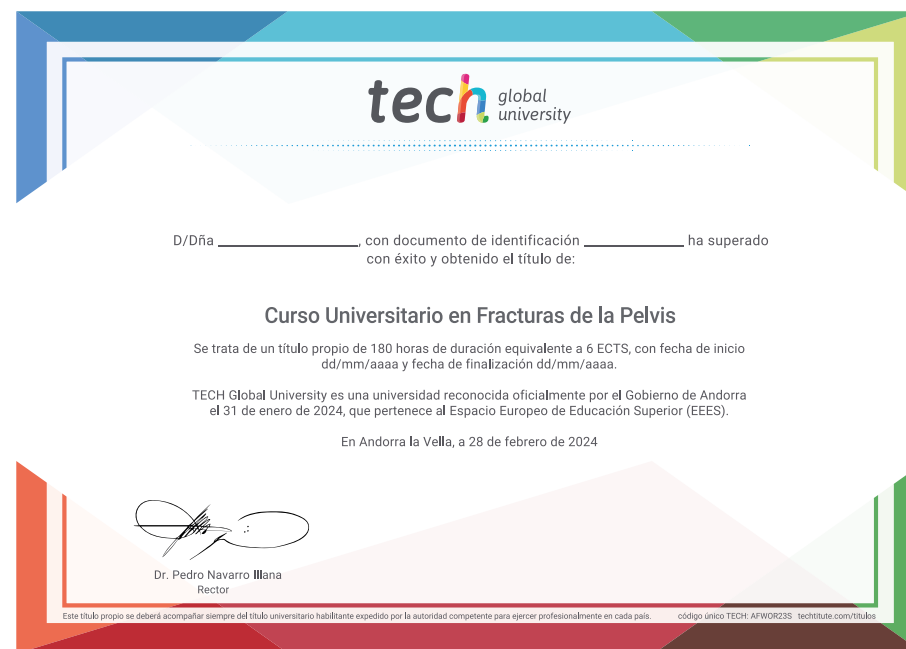 tech global university
D/Dña ____________________, con documento de identificación ______________ ha superado
con éxito y obtenido el título de:
Curso Universitario en Fracturas de la Pelvis
Se trata de un título propio de 180 horas de duración equivalente a 6 ECTS, con fecha de inicio
dd/mm/aaaa y fecha de finalización dd/mm/aaaa.
TECH Global University es una universidad reconocida oficialmente por el Gobierno de Andorra
el 31 de enero de 2024, que pertenece al Espacio Europeo de Educación Superior (EEES).
En Andorra la Vella, a 28 de febrero de 2024
Dr. Pedro Navarro Illana
Rector
Este título propio se deberá acompañar siempre del título universitario habilitante expedido por la autoridad competente para ejercer profesionalmente en cada país. código único TECH: AFWOR23S techtitute.com/titulos